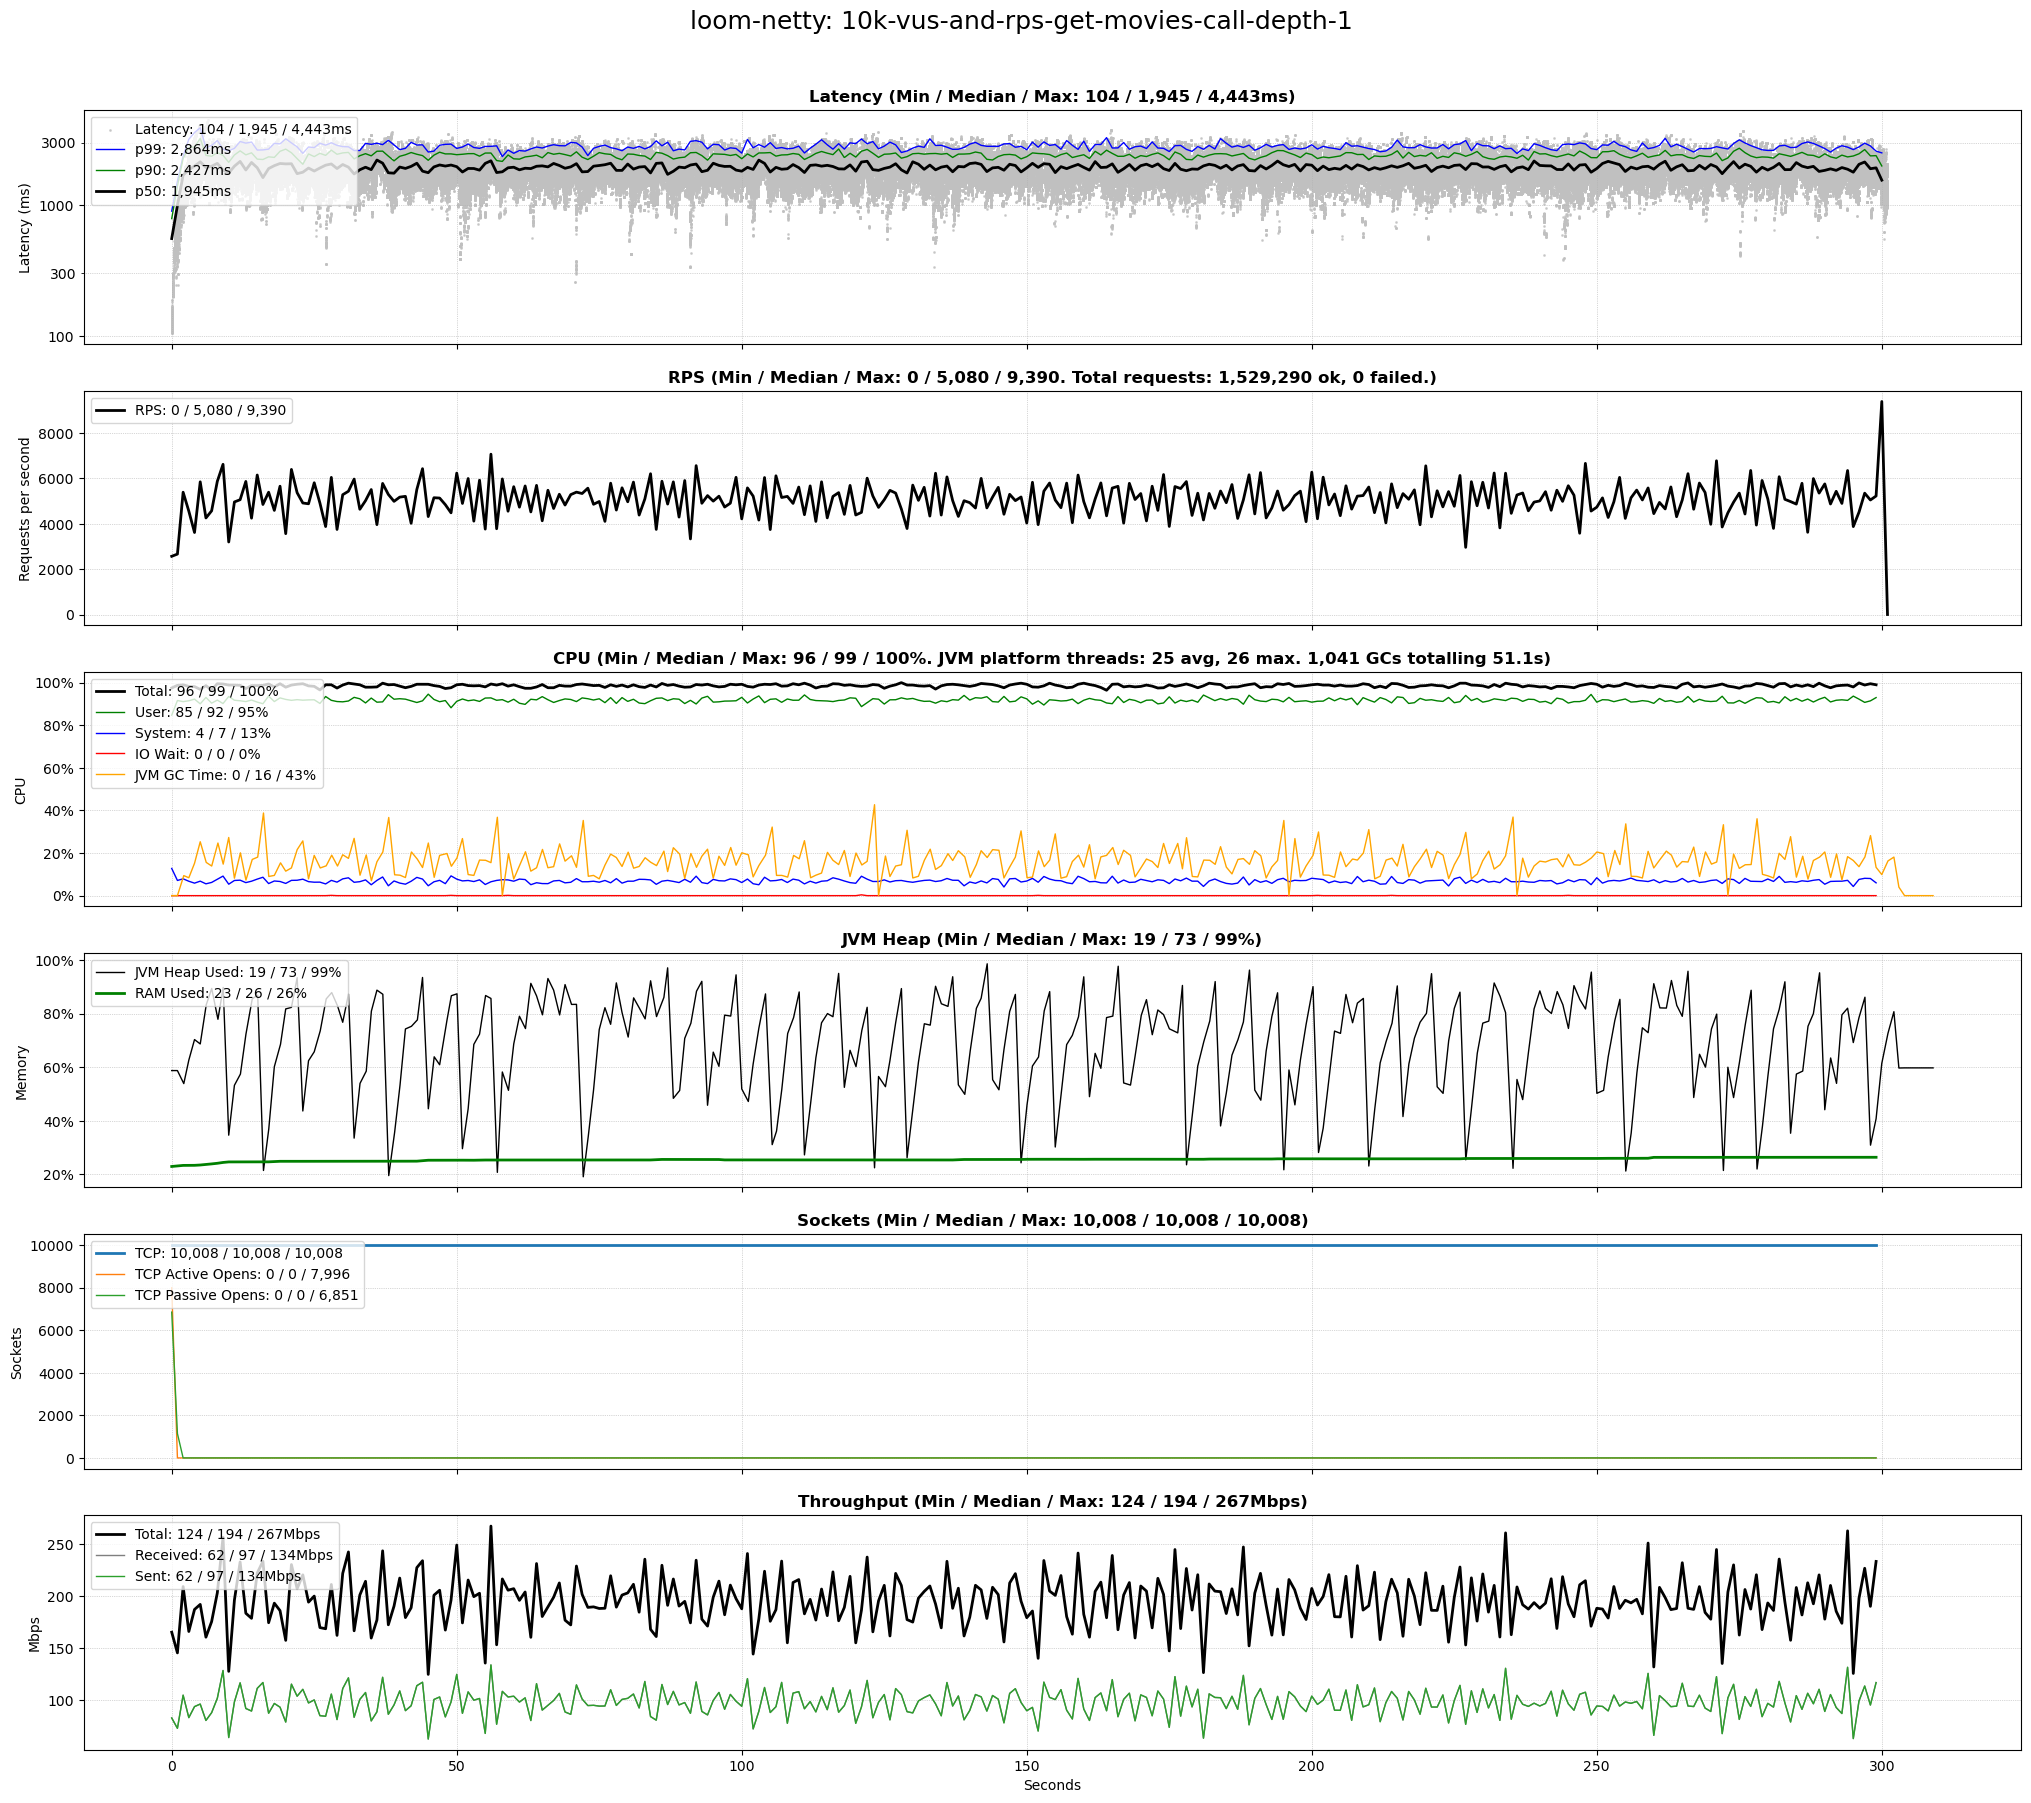 loom-netty: 10k-vus-and-rps-get-movies-call-depth-1
Latency (Min / Median / Max: 104 / 1,945 / 4,443ms)
Latency: 104 / 1,945 / 4,443ms
p99: 2,864ms
p90: 2,427ms
p50: 1,945ms
3000
1000
300
100
Latency (ms)
RPS (Min / Median / Max: 0 / 5,080 / 9,390. Total requests: 1,529,290 ok, 0 failed.)
RPS: 0 / 5,080 / 9,390
8000
6000
4000
2000
0
Requests per second
CPU (Min / Median / Max: 96 / 99 / 100%. JVM platform threads: 25 avg, 26 max. 1,041 GCs totalling 51.1s)
Total: 96 / 99 / 100%
User: 85 / 92 / 95%
System: 4 / 7 / 13%
IO Wait: 0 / 0 / 0%
JVM GC Time: 0 / 16 / 43%
100%
80%
60%
40%
20%
0%
CPU
JVM Heap (Min / Median / Max: 19 / 73 / 99%)
JVM Heap Used: 19 / 73 / 99%
RAM Used: 23 / 26 / 26%
100%
80%
60%
40%
20%
Memory
Sockets (Min / Median / Max: 10,008 / 10,008 / 10,008)
TCP: 10,008 / 10,008 / 10,008
TCP Active Opens: 0 / 0 / 7,996
TCP Passive Opens: 0 / 0 / 6,851
10000
8000
6000
4000
2000
0
Sockets
Throughput (Min / Median / Max: 124 / 194 / 267Mbps)
Total: 124 / 194 / 267Mbps
Received: 62 / 97 / 134Mbps
Sent: 62 / 97 / 134Mbps
250
200
150
100
Mbps
0 50 100 150 200 250 300
Seconds